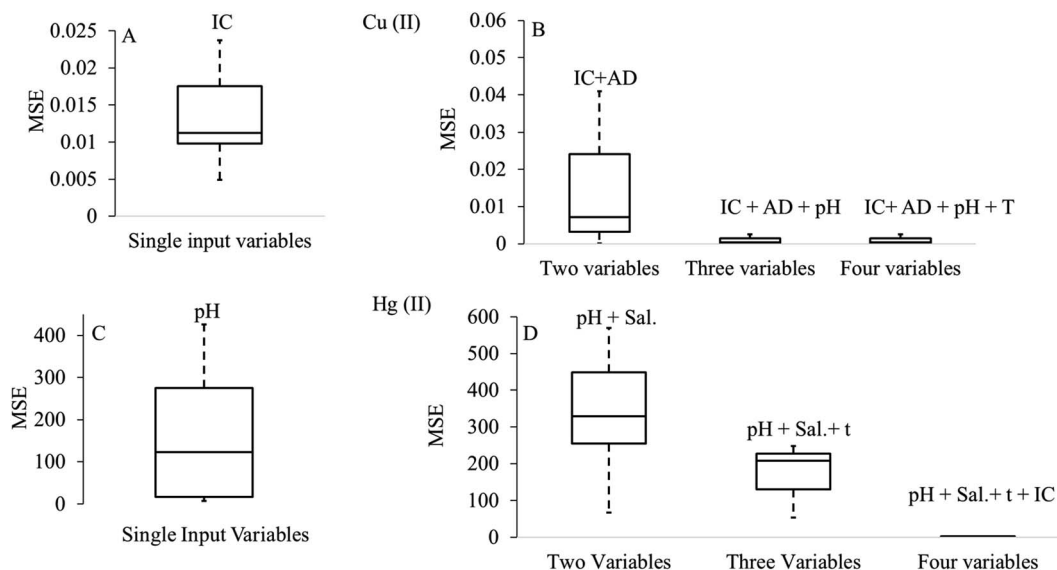 Cu (II)
A
IC
0.025
0.02
0.015
0.01
0.005
0
MSE
Single input variables
B
0.06
0.05
0.04
0.03
0.02
0.01
0
MSE
IC+AD
IC + AD + pH
IC+ AD + pH + T
Two variables
Three variables
Four variables
Hg (II)
C
pH
400
300
200
100
0
MSE
Single Input Variables
D
600
500
400
300
200
100
0
MSE
pH + Sal.
pH + Sal.+ t
pH + Sal.+ t + IC
Two Variables
Three Variables
Four variables